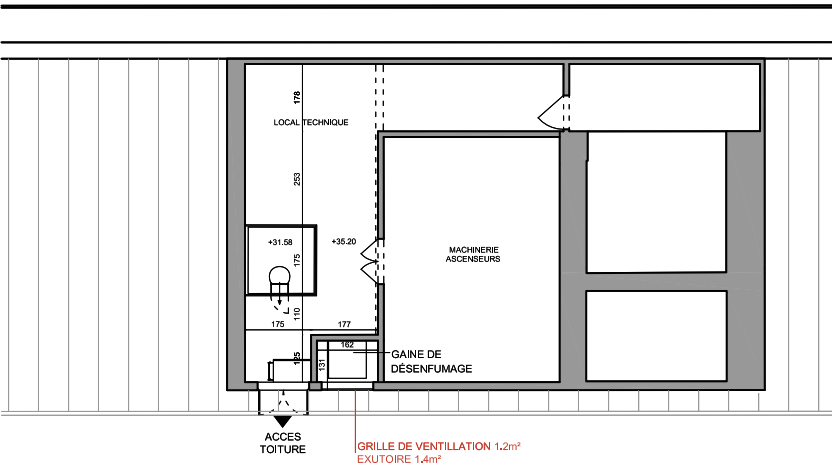 178
LOCAL TECHNIQUE
253
+31.58
+35.20
175
MACHINERIE
ASCENSEURS
110
175
177
125
162
131
GAINE DE
DÉSENFUMAGE
ACCES
TOITURE
GRILLE DE VENTILLATION 1.2m²
EXUTOIRE 1.4m²